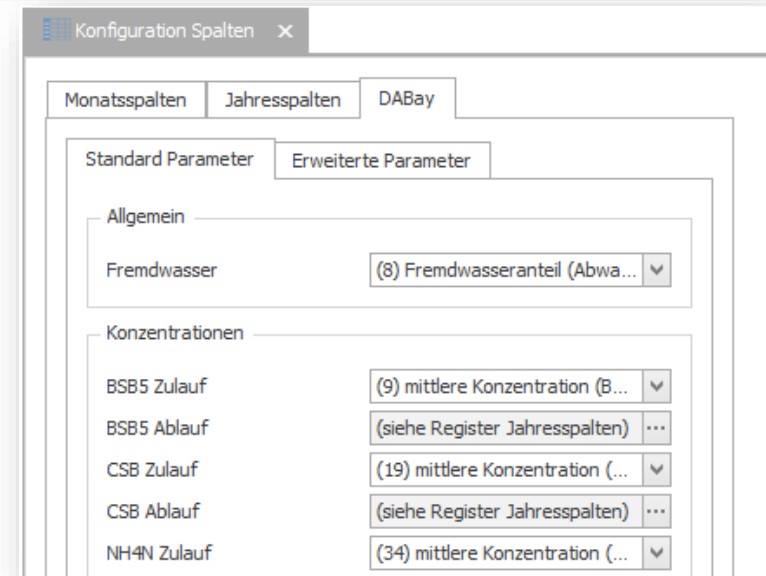 Konfiguration Spalten
Monatsspalten Jahresspalten DABay
Standard Parameter Erweiterte Parameter
Allgemein
Fremdwasser (8) Fremdwasseranteil (Abwa...
Konzentrationen
BSB5 Zulauf (9) mittlere Konzentration (B...
BSB5 Ablauf (siehe Register Jahresspalten) ...
CSB Zulauf (19) mittlere Konzentration (...
CSB Ablauf (siehe Register Jahresspalten) ...
NH4N Zulauf (34) mittlere Konzentration (...